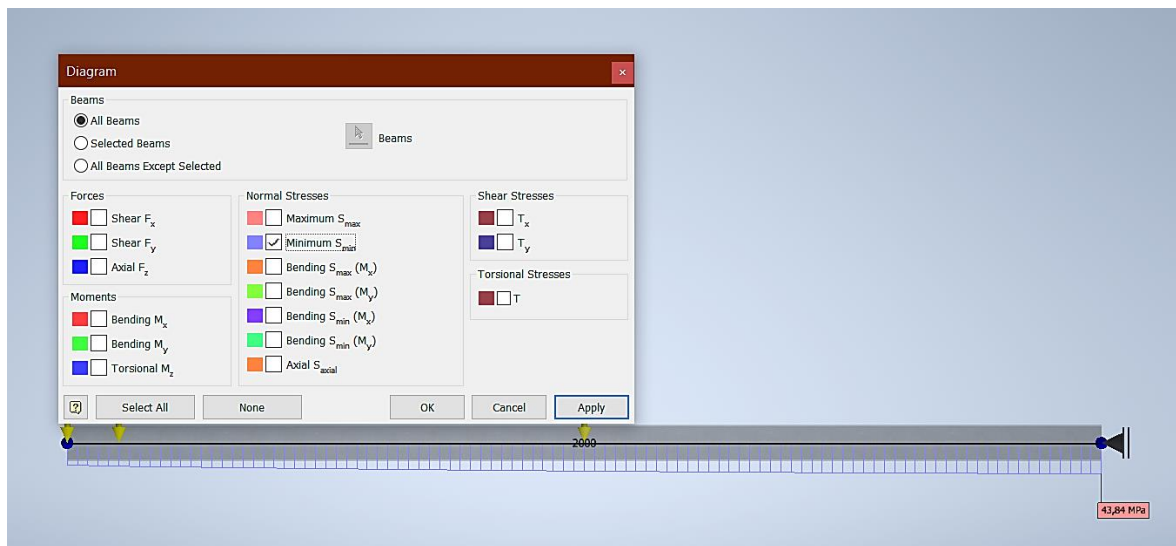 Diagram
Beams
All Beams
Selected Beams
All Beams Except Selected
Beams
Forces
Shear Fx
Shear Fy
Axial Fz
Moments
Bending Mx
Bending My
Torsional Mz
Normal Stresses
Maximum Smax
Minimum Smin
Bending Smax (Mx)
Bending Smax (My)
Bending Smin (Mx)
Bending Smin (My)
Axial Saxial
Shear Stresses
Tx
Ty
Torsional Stresses
T
? Select All None OK Cancel Apply
2000
43,84 MPa